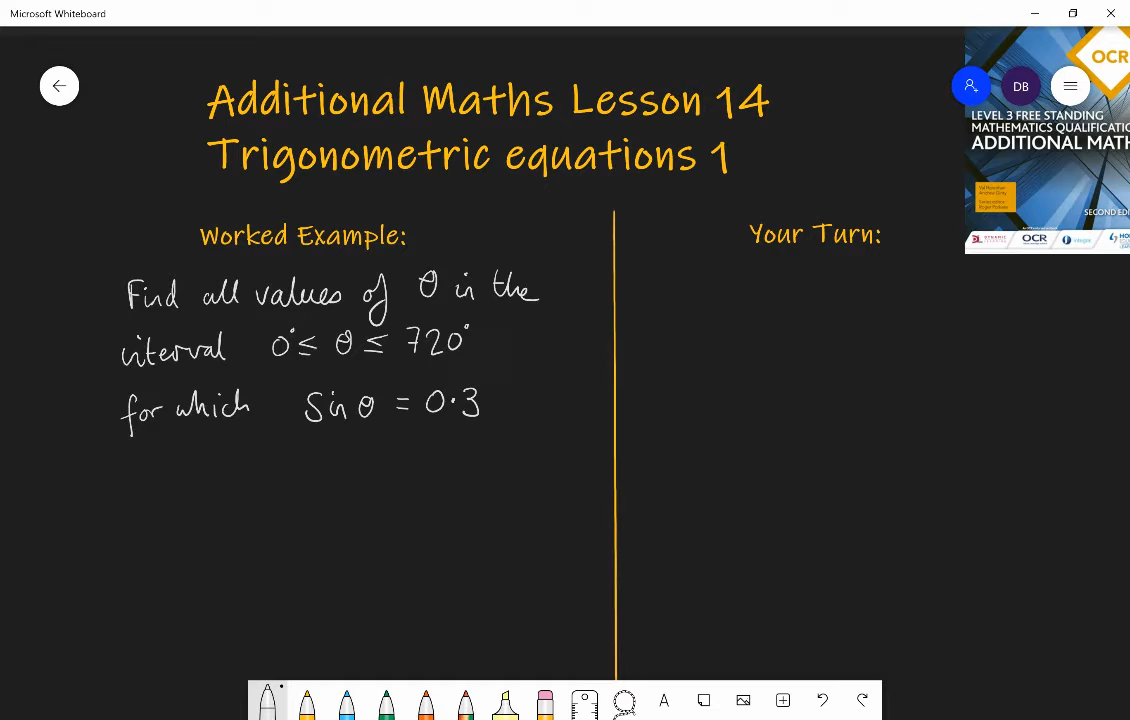 Microsoft Whiteboard
OCR
DB
Additional Maths Lesson 14
Trigonometric equations 1
LEVEL 3 FREE STANDING
MATHEMATICS QUALIFICATIO
ADDITIONAL MATH
SECOND EDI
OCR
integral
Worked Example:
Your Turn:
Find all values of θ in the
interval 0° ≤ θ ≤ 720°
for which Sin θ = 0·3
A